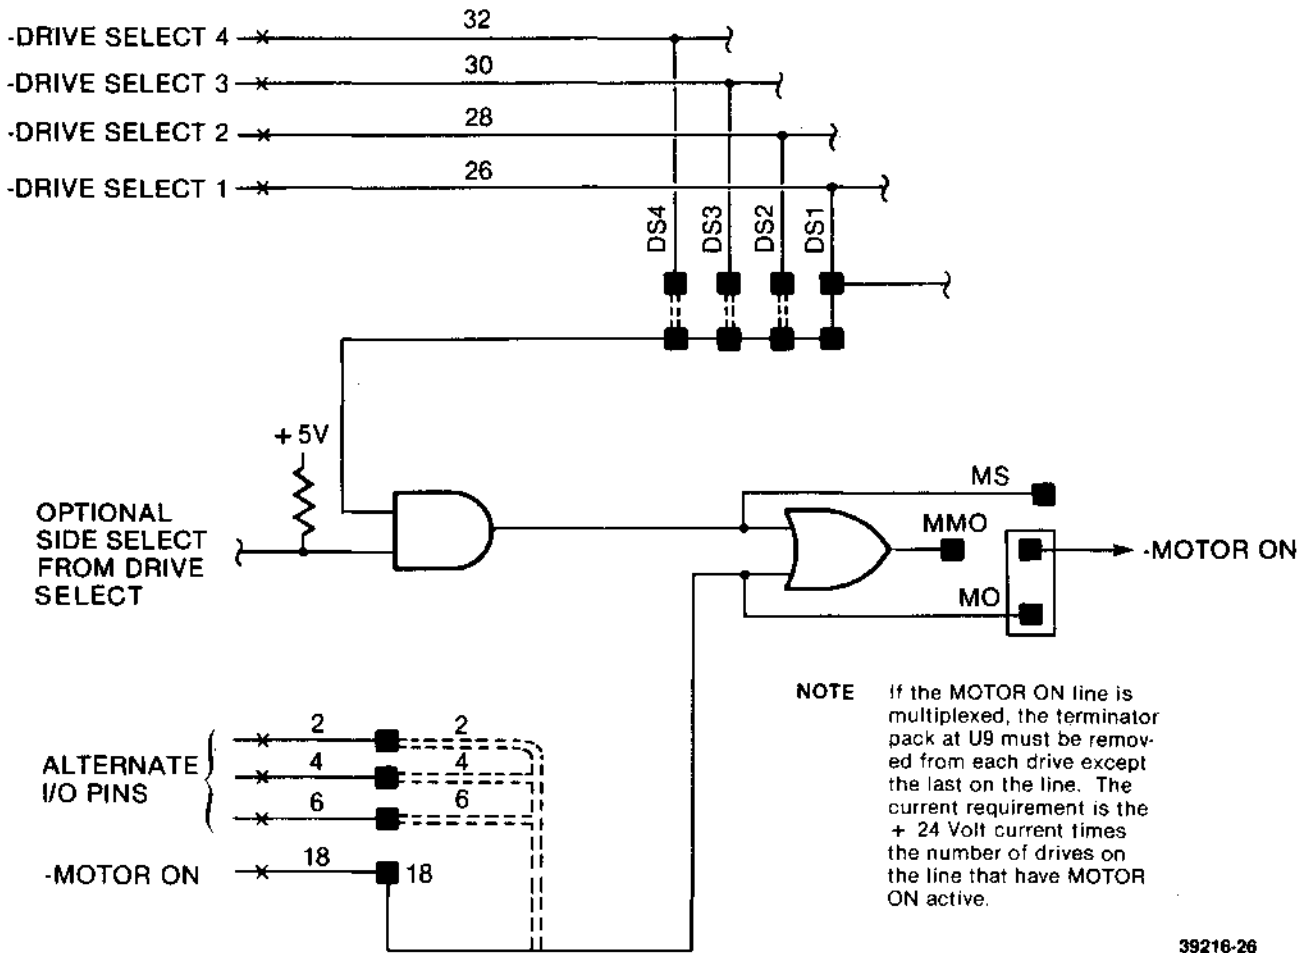 -DRIVE SELECT 4
32
-DRIVE SELECT 3
30
-DRIVE SELECT 2
28
-DRIVE SELECT 1
26
DS4
DS3
DS2
DS1
+ 5V
OPTIONAL
SIDE SELECT
FROM DRIVE
SELECT
MS
MMO
-MOTOR ON
MO
NOTE If the MOTOR ON line is
multiplexed, the terminator
pack at U9 must be remov-
ed from each drive except
the last on the line. The
current requirement is the
+ 24 Volt current times
the number of drives on
the line that have MOTOR
ON active.
ALTERNATE
I/O PINS
2
2
4
4
6
6
-MOTOR ON
18
18
39216-26